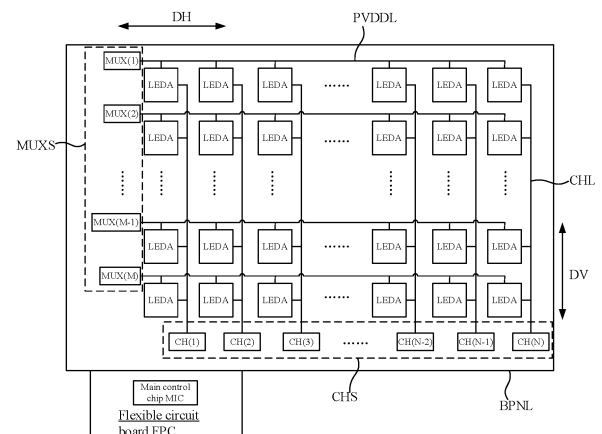 DH
PVDDL
MUX(1)
LEDA LEDA LEDA ...... LEDA LEDA LEDA
MUX(2)
LEDA LEDA LEDA ...... LEDA LEDA LEDA
MUXS
...... ...... ...... ...... ...... ......
CHL
MUX(M-1)
LEDA LEDA LEDA ...... LEDA LEDA LEDA
DV
MUX(M)
LEDA LEDA LEDA ...... LEDA LEDA LEDA
CH(1) CH(2) CH(3) ...... CH(N-2) CH(N-1) CH(N)
CHS
BPNL
Main control
chip MIC
Flexible circuit
board FPC